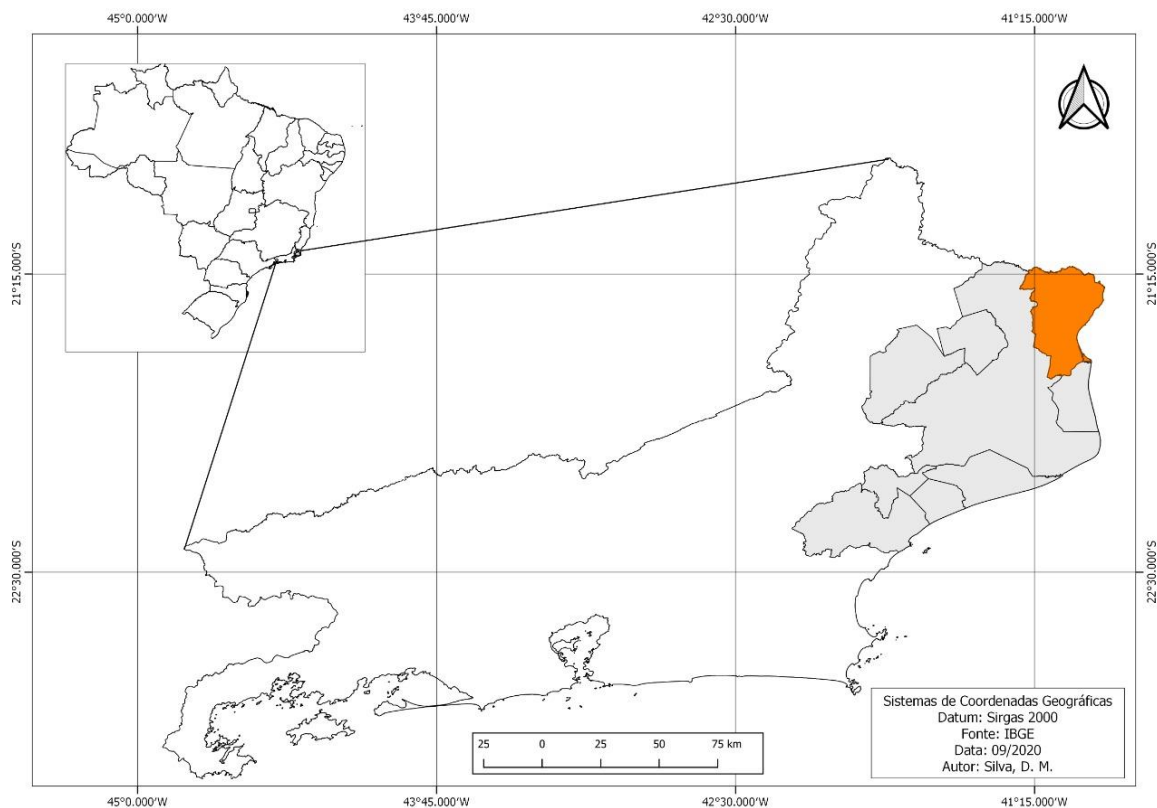 45°0.000'W 43°45.000'W 42°30.000'W 41°15.000'W
21°15.000'S 21°15.000'S
22°30.000'S 22°30.000'S
Sistemas de Coordenadas Geográficas
Datum: Sirgas 2000
Fonte: IBGE
Data: 09/2020
Autor: Silva, D. M.
25 0 25 50 75 km
45°0.000'W 43°45.000'W 42°30.000'W 41°15.000'W